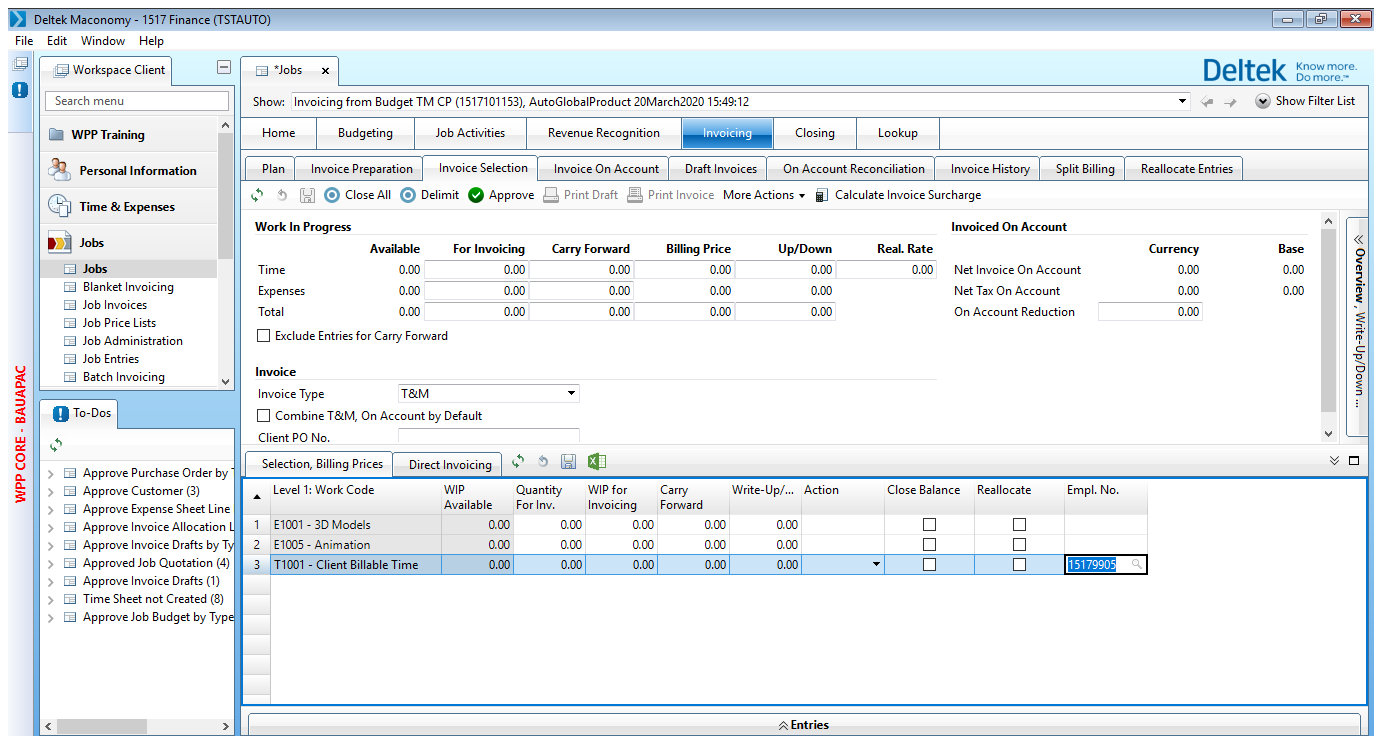 Deltek Maconomy - 1517 Finance (TSTAUTO)
File Edit Window Help
Workspace Client
*Jobs x
Deltek Know more. Do more.™
Search menu
Show: Invoicing from Budget TM CP (1517101153), AutoGlobalProduct 20March2020 15:49:12
Show Filter List
WPP Training
Personal Information
Time & Expenses
Jobs
Jobs
Blanket Invoicing
Job Invoices
Job Price Lists
Job Administration
Job Entries
Batch Invoicing
WPP CORE - BAUAPAC
To-Dos
Approve Purchase Order by T
Approve Customer (3)
Approve Expense Sheet Line
Approve Invoice Allocation L
Approve Invoice Drafts by Ty
Approved Job Quotation (4)
Approve Invoice Drafts (1)
Time Sheet not Created (8)
Approve Job Budget by Type
Home Budgeting Job Activities Revenue Recognition Invoicing Closing Lookup
Plan Invoice Preparation Invoice Selection Invoice On Account Draft Invoices On Account Reconciliation Invoice History Split Billing Reallocate Entries
Close All Delimit Approve Print Draft Print Invoice More Actions Calculate Invoice Surcharge
Work In Progress Invoiced On Account
Available For Invoicing Carry Forward Billing Price Up/Down Real. Rate Currency Base
Time 0.00 0.00 0.00 0.00 0.00 0.00 Net Invoice On Account 0.00 0.00
Expenses 0.00 0.00 0.00 0.00 0.00 Net Tax On Account 0.00 0.00
Total 0.00 0.00 0.00 0.00 0.00 On Account Reduction 0.00
Exclude Entries for Carry Forward
Invoice
Invoice Type T&M
Combine T&M, On Account by Default
Client PO No.
Overview , Write-Up/Down ...
Selection, Billing Prices Direct Invoicing
Level 1: Work Code WIP Available Quantity For Inv. WIP for Invoicing Carry Forward Write-Up/... Action Close Balance Reallocate Empl. No.
1 E1001 - 3D Models 0.00 0.00 0.00 0.00 0.00
2 E1005 - Animation 0.00 0.00 0.00 0.00 0.00
3 T1001 - Client Billable Time 0.00 0.00 0.00 0.00 0.00 15179905
Entries